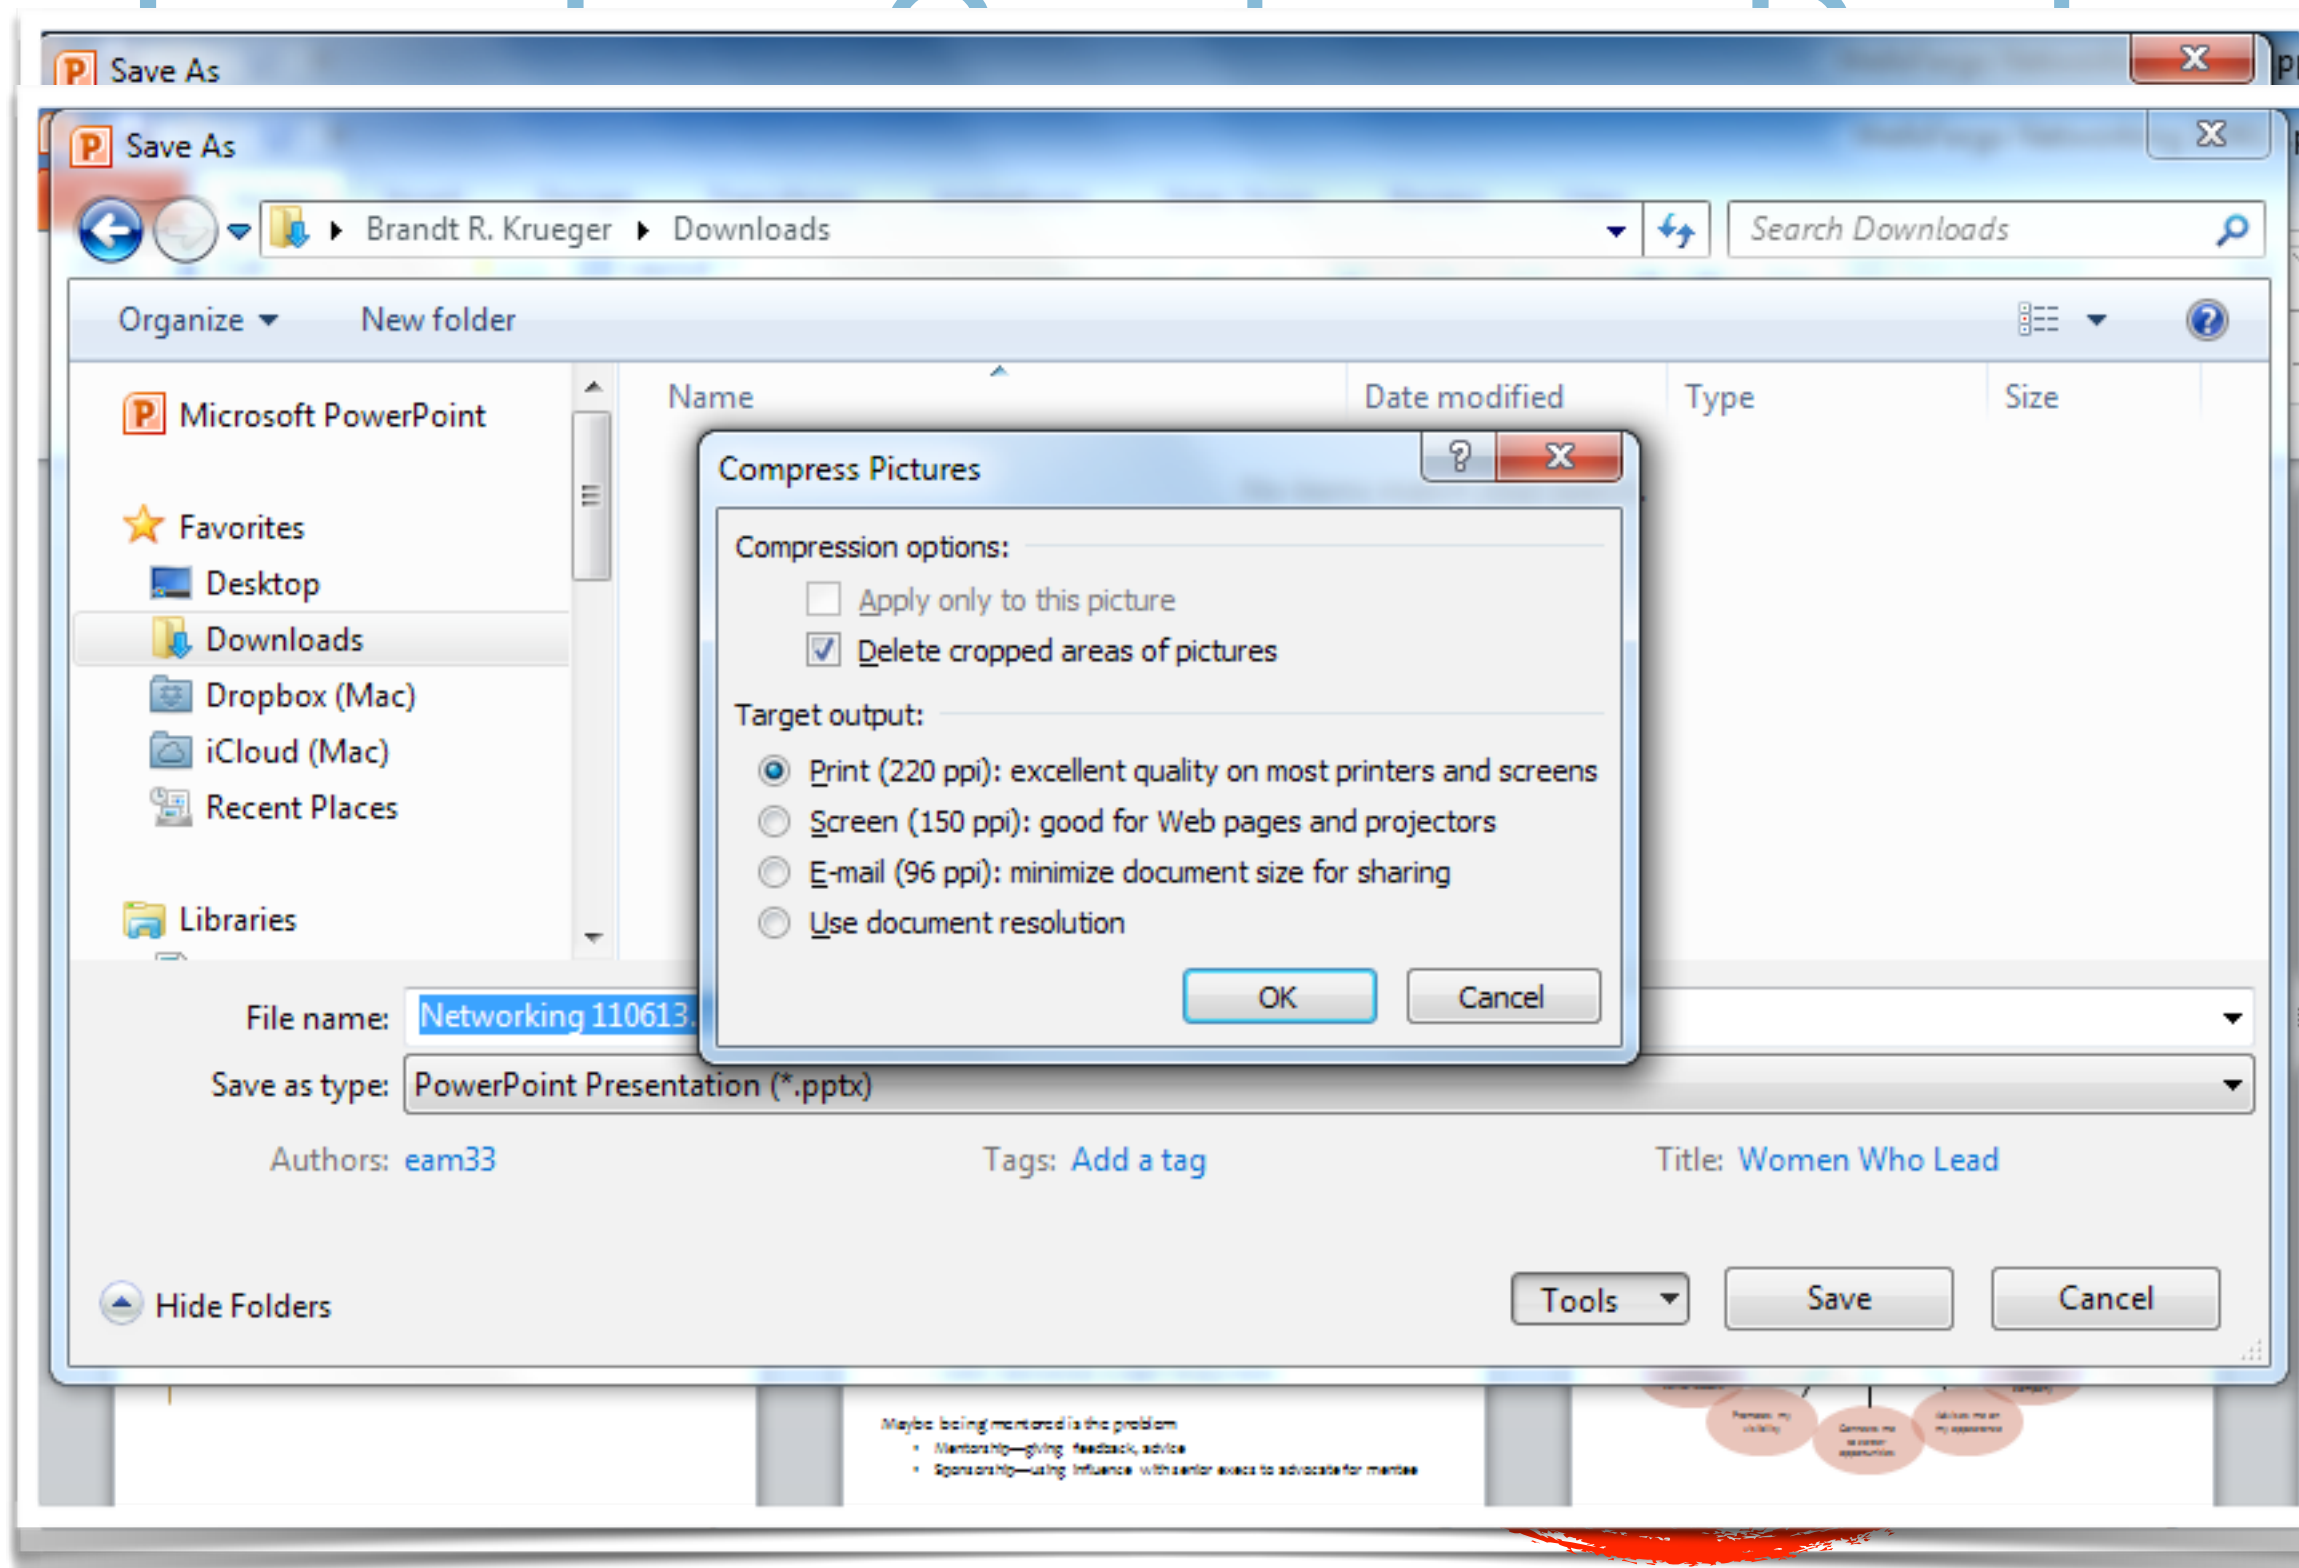 Save As
Save As
Brandt R. Krueger Downloads
Search Downloads
Organize New folder
Name Date modified Type Size
Microsoft PowerPoint
Favorites
Desktop
Downloads
Dropbox (Mac)
iCloud (Mac)
Recent Places
Libraries
Compress Pictures
Compression options:
Apply only to this picture
Delete cropped areas of pictures
Target output:
Print (220 ppi): excellent quality on most printers and screens
Screen (150 ppi): good for Web pages and projectors
E-mail (96 ppi): minimize document size for sharing
Use document resolution
OK Cancel
File name: Networking 110613.
Save as type: PowerPoint Presentation (*.pptx)
Authors: eam33 Tags: Add a tag Title: Women Who Lead
Hide Folders Tools Save Cancel
Maybe being mentored is the problem
• Mentorship—giving feedback, advice
• Sponsorship—using influence with senior execs to advocate for mentee